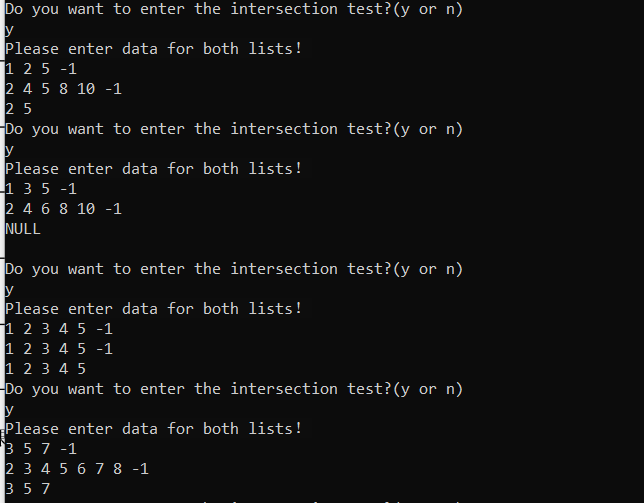 Do you want to enter the intersection test?(y or n)
y
Please enter data for both lists!
1 2 5 -1
2 4 5 8 10 -1
2 5
Do you want to enter the intersection test?(y or n)
y
Please enter data for both lists!
1 3 5 -1
2 4 6 8 10 -1
NULL
Do you want to enter the intersection test?(y or n)
y
Please enter data for both lists!
1 2 3 4 5 -1
1 2 3 4 5 -1
1 2 3 4 5
Do you want to enter the intersection test?(y or n)
y
Please enter data for both lists!
3 5 7 -1
2 3 4 5 6 7 8 -1
3 5 7